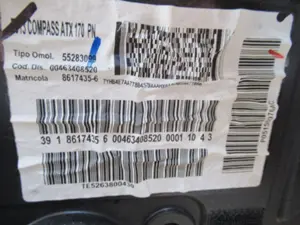 COMPASS ATX 170 PN
Tipo Omol. 55283099
Cod. Dis. 00463408520
Matricola 8617435-6
39 1 8617435 6 00463408520 0001 10 4 3
TE5263800436